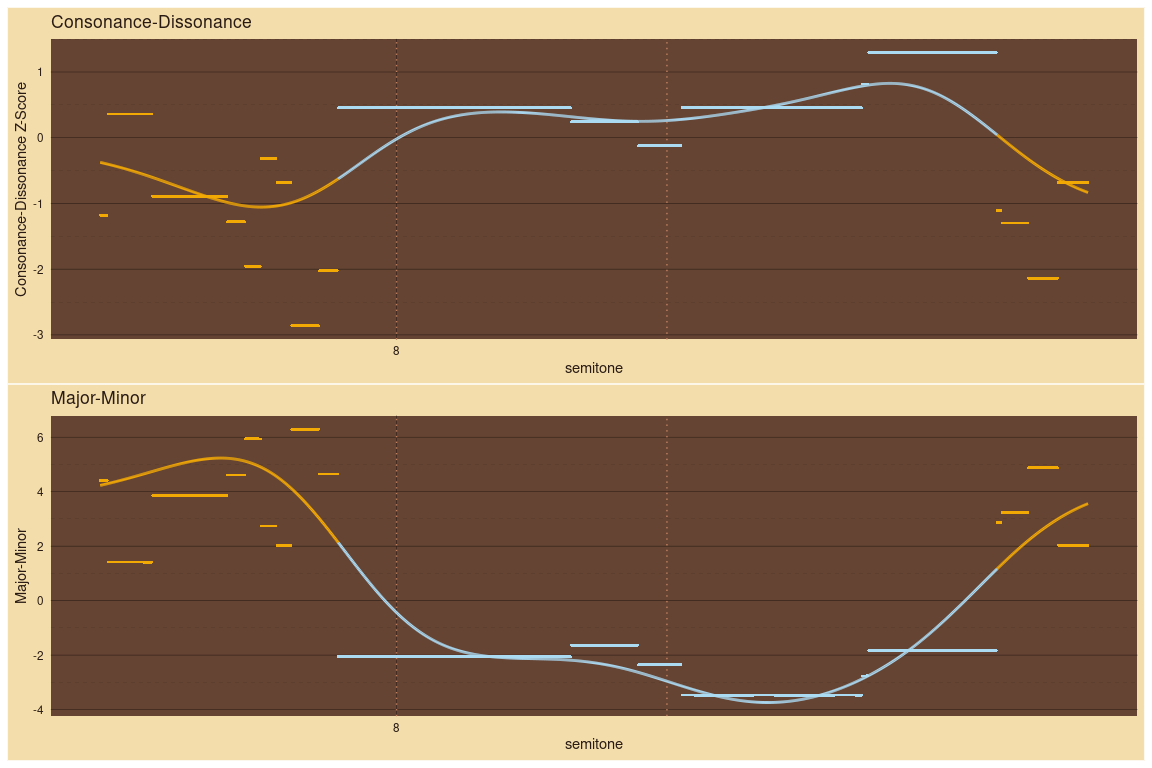 Consonance-Dissonance
Consonance-Dissonance Z-Score
1
0
-1
-2
-3
8
semitone
Major-Minor
Major-Minor
6
4
2
0
-2
-4
8
semitone